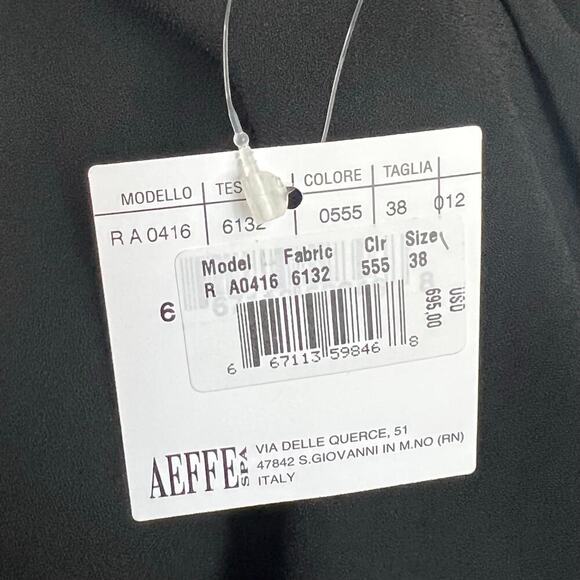 MODELLO TES COLORE TAGLIA
R A 0416 6132 0555 38 012
Model Fabric Clr Size
R A0416 6132 555 38
6
USD
695,00
6 67113 59846 8
AEFFE SPA
VIA DELLE QUERCE, 51
47842 S.GIOVANNI IN M.NO (RN)
ITALY